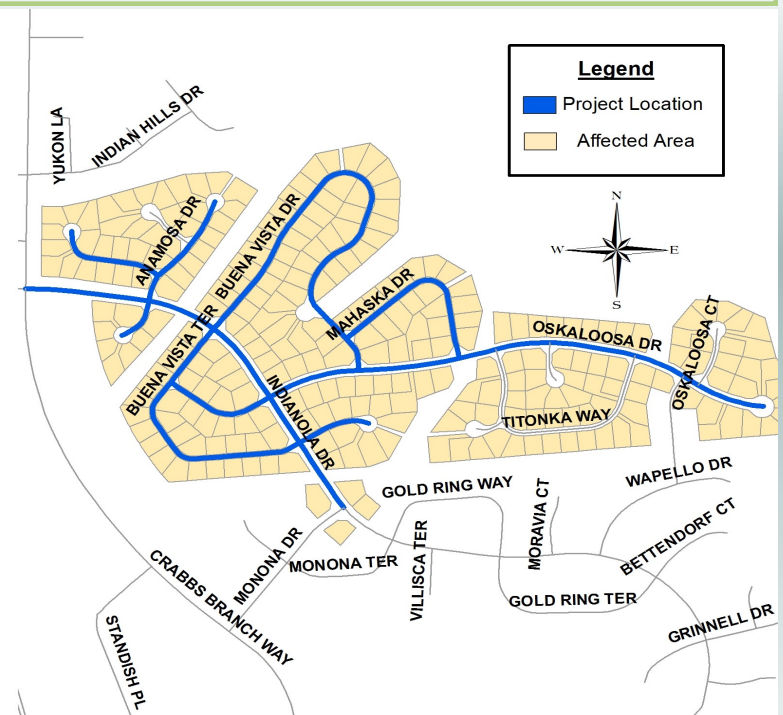 Legend
Project Location
Affected Area
YUKON LA
INDIAN HILLS DR
N
W
E
S
ANAMOSA DR
BUENA VISTA DR
MAHASKA DR
BUENA VISTA TER
OSKALOOSA DR
OSKALOOSA CT
INDIANOLA DR
TITONKA WAY
WAPELLO DR
GOLD RING WAY
MORAVIA CT
BETTENDORF CT
VILLISCA TER
MONONA DR
MONONA TER
CRABBS BRANCH WAY
GOLD RING TER
GRINNELL DR
STANDISH PL